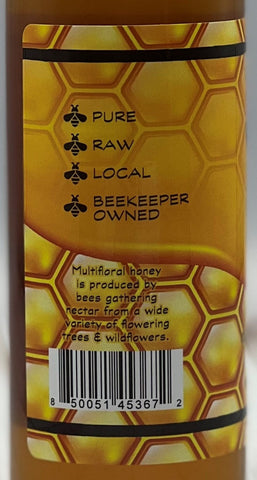 PURE
RAW
LOCAL
BEEKEEPER
OWNED
Multifloral honey
is produced by
bees gathering
nectar from a wide
variety of flowering
trees & wildflowers.
8 50051 45367 2